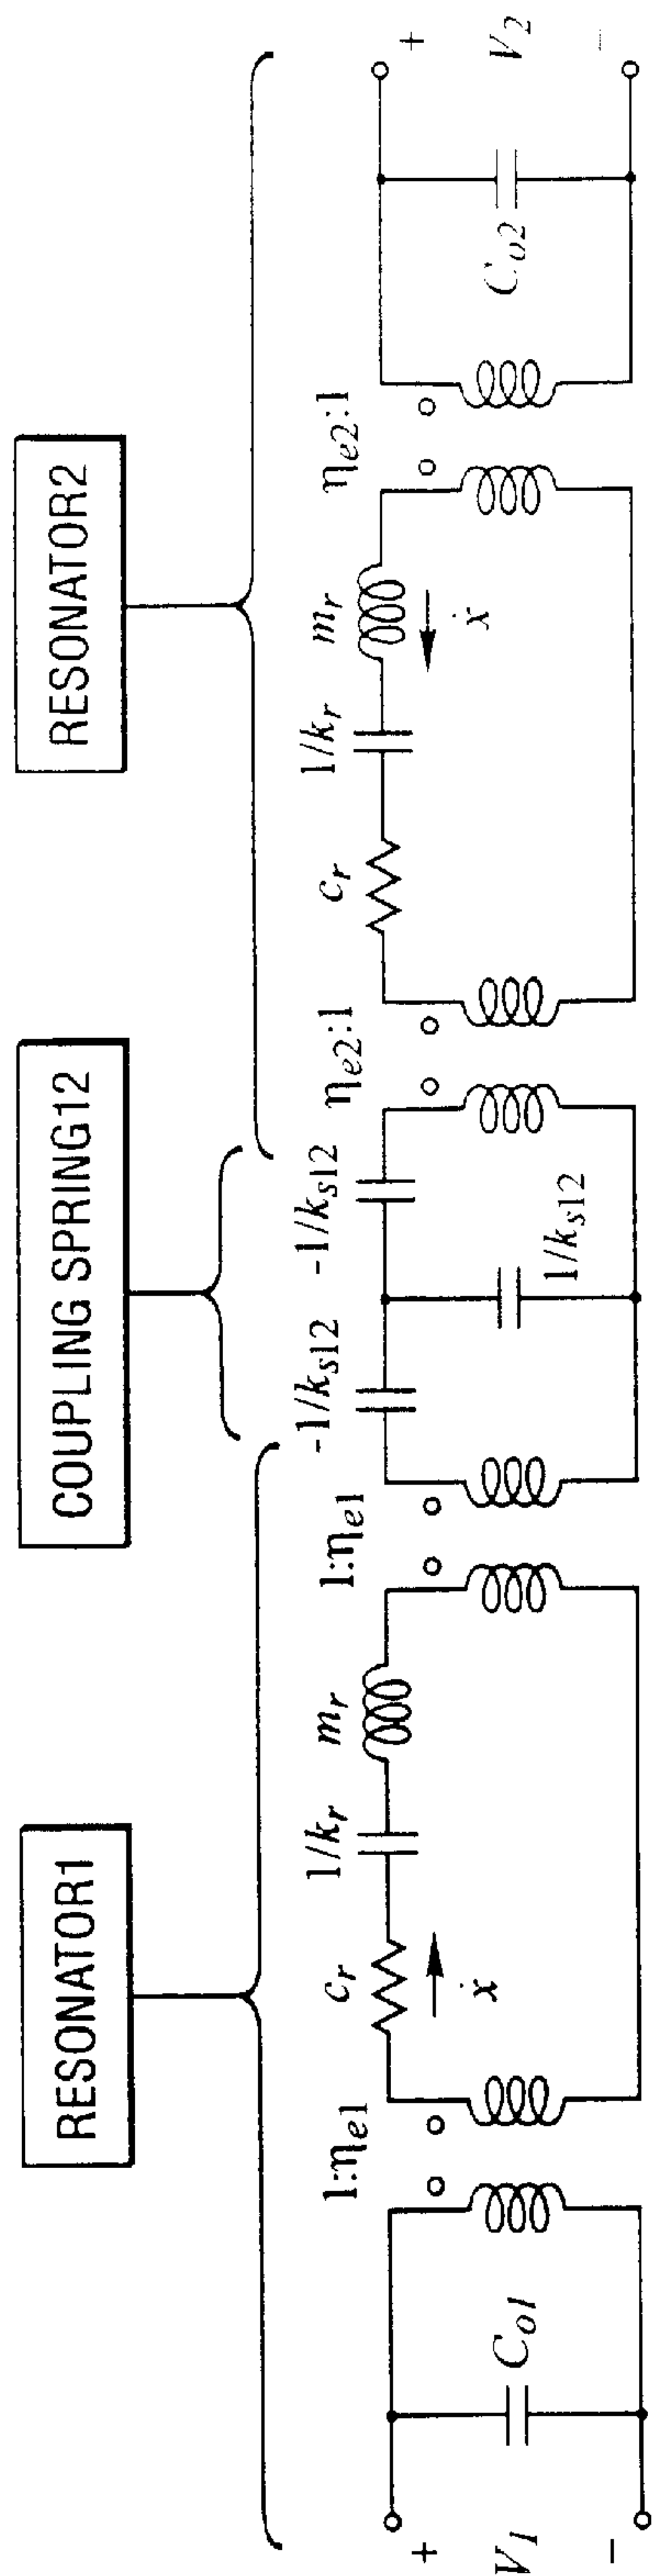 RESONATOR1
COUPLING SPRING12
RESONATOR2
1:ηe1
cr
1/kr
mr
1:ηe1
-1/ks12
-1/ks12
ηe2:1
cr
1/kr
mr
ηe2:1
+
V1
−
Co1
ẋ
1/ks12
ẋ
Co2
+
V2
−